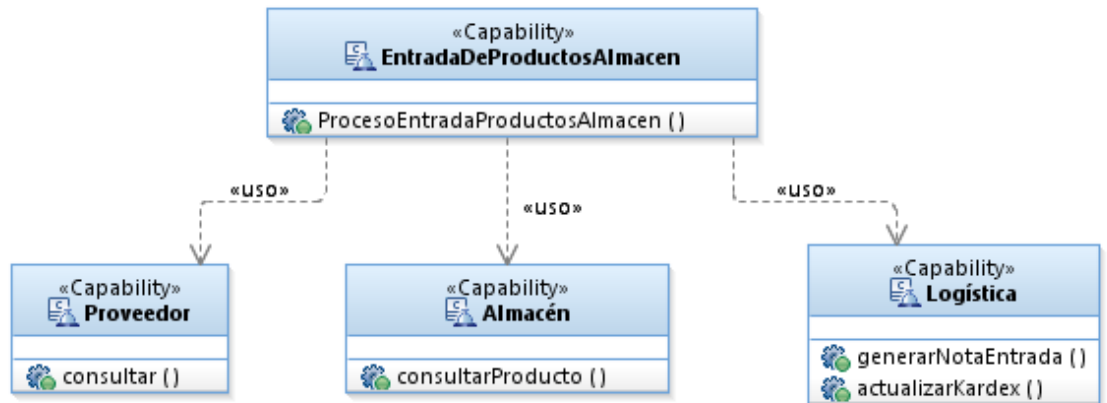 «Capability»
EntradaDeProductosAlmacen
ProcesoEntradaProductosAlmacen ( )
«uso»
«uso»
«uso»
«Capability»
Proveedor
consultar ( )
«Capability»
Almacén
consultarProducto ( )
«Capability»
Logística
generarNotaEntrada ( )
actualizarKardex ( )